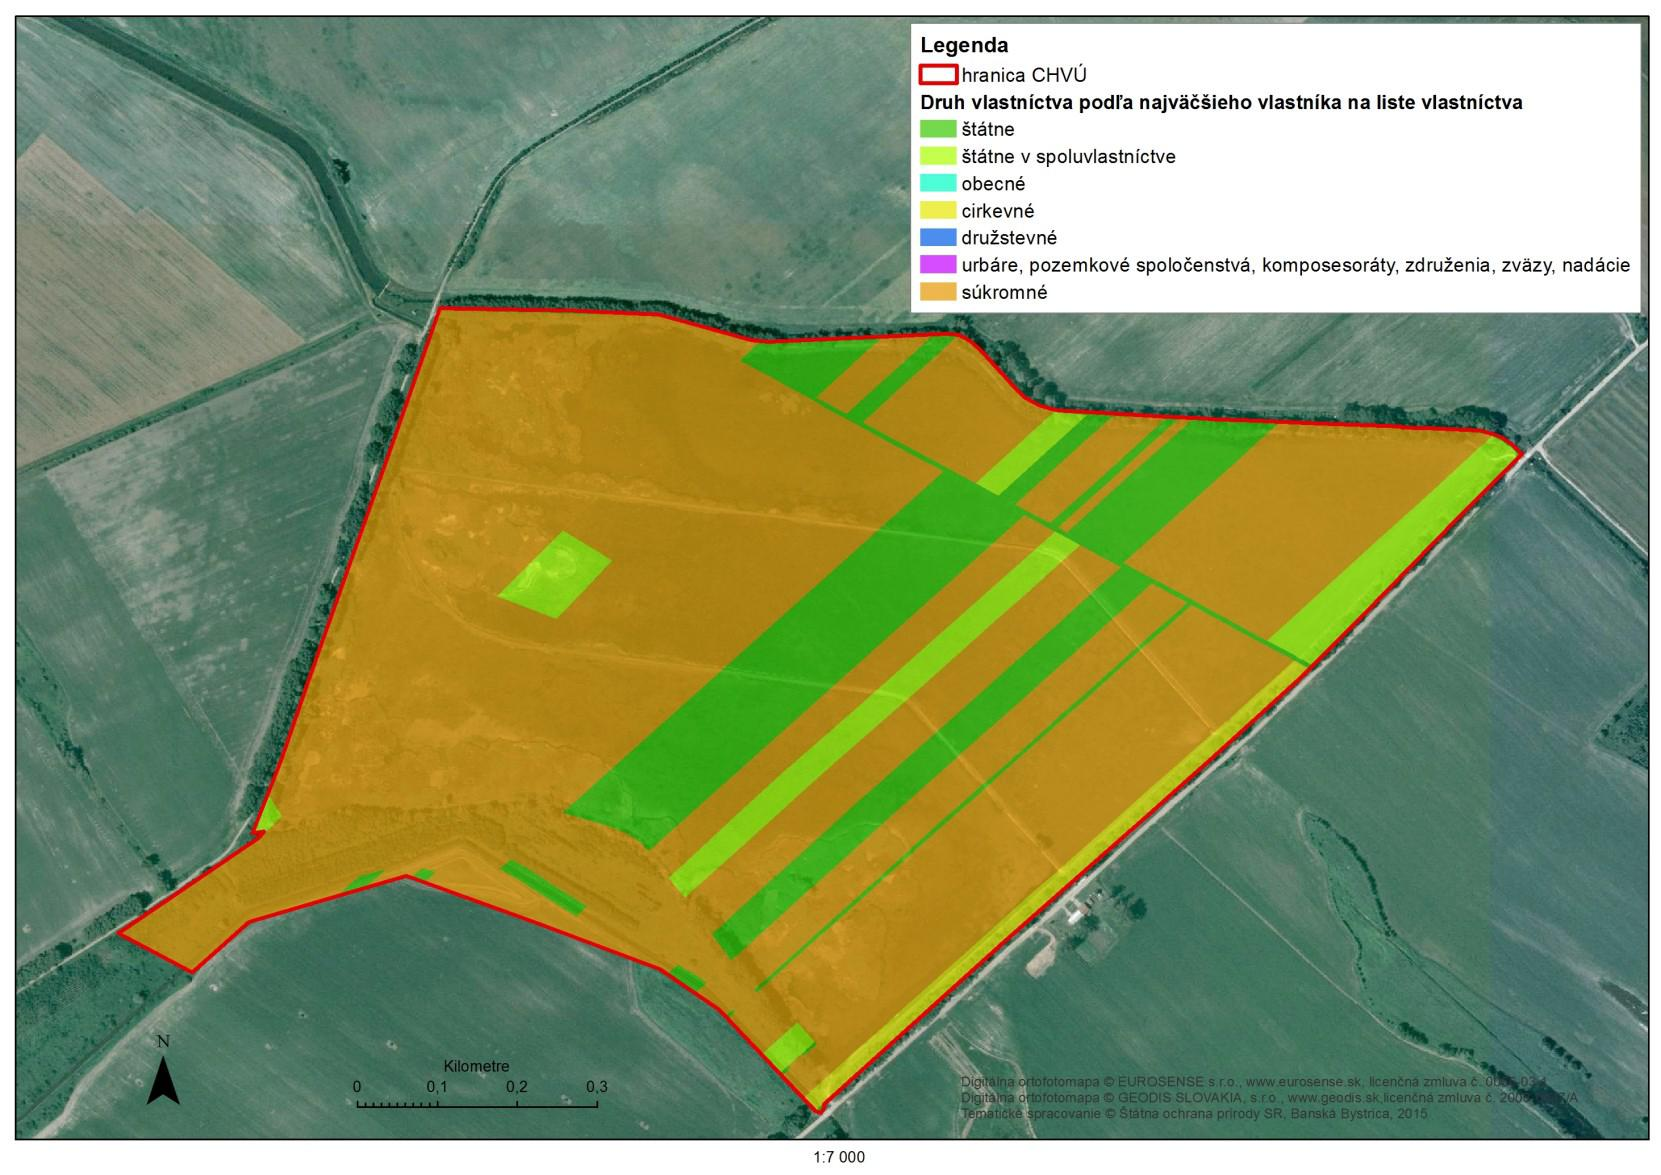 Legenda
hranica CHVÚ
Druh vlastníctva podľa najväčšieho vlastníka na liste vlastníctva
štátne
štátne v spoluvlastníctve
obecné
cirkevné
družstevné
urbáre, pozemkové spoločenstvá, komposesoráty, združenia, zväzy, nadácie
súkromné
N
Kilometre
0 0,1 0,2 0,3
Digitálna ortofotomapa © EUROSENSE s.r.o., www.eurosense.sk, licenčná zmluva č.
Digitálna ortofotomapa © GEODIS SLOVAKIA, s.r.o., www.geodis.sk,licenčná zmluva č.
Tematické spracovanie © Štátna ochrana prírody SR, Banská Bystrica, 2015
1:7 000